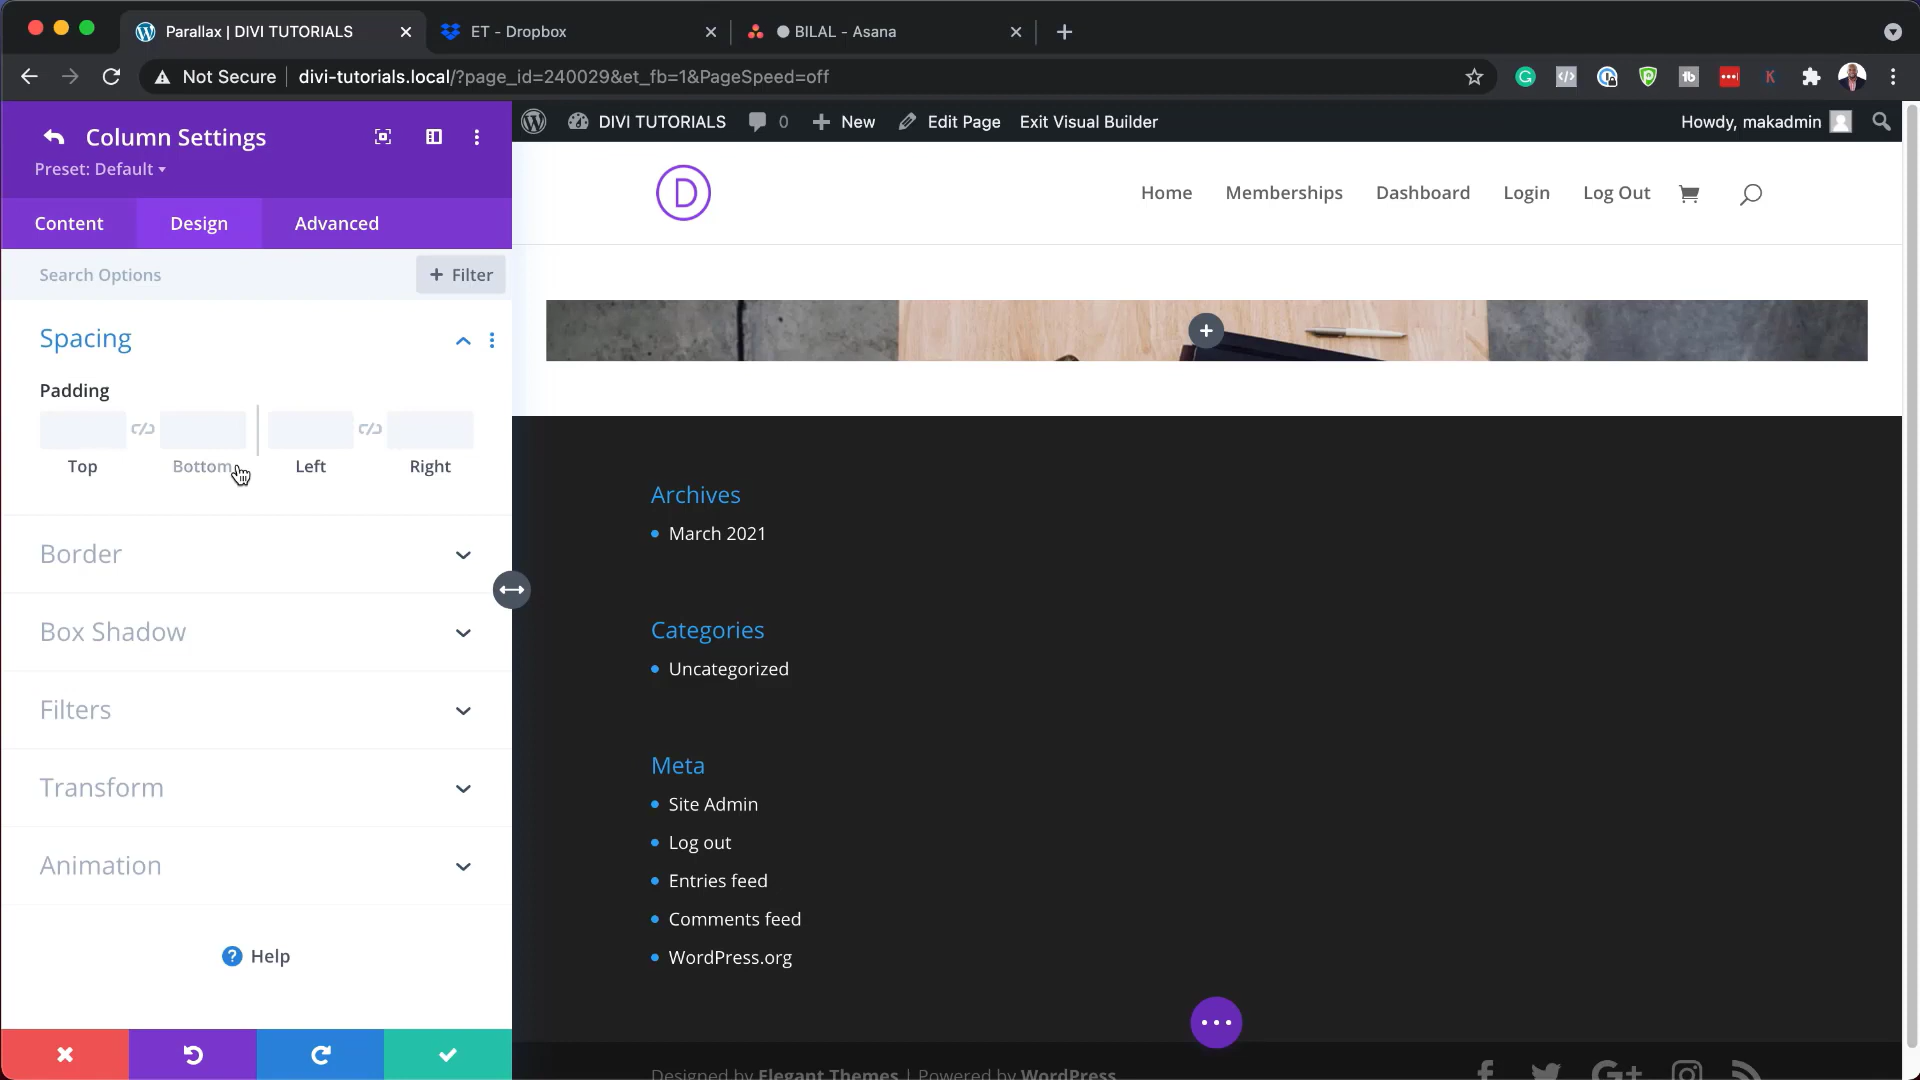 Parallax | DIVI TUTORIALS
ET - Dropbox
BILAL - Asana
Not Secure
divi-tutorials.local/?page_id=240029&et_fb=1&PageSpeed=off
Column Settings
Preset: Default
Content
Design
Advanced
Search Options
+ Filter
Spacing
Padding
Top
Bottom
Left
Right
Border
Box Shadow
Filters
Transform
Animation
Help
DIVI TUTORIALS
0
New
Edit Page
Exit Visual Builder
Howdy, makadmin
D
Home
Memberships
Dashboard
Login
Log Out
Archives
March 2021
Categories
Uncategorized
Meta
Site Admin
Log out
Entries feed
Comments feed
WordPress.org
Designed by Elegant Themes | Powered by WordPress